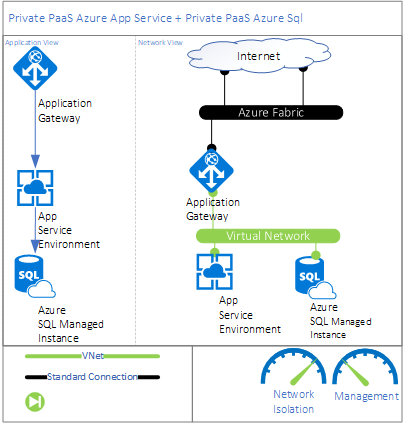 Private PaaS Azure App Service + Private PaaS Azure Sql
Application View
Network View
Application
Gateway
App
Service
Environment
SQL
Azure
SQL Managed
Instance
Internet
Azure Fabric
Application
Gateway
Virtual Network
App
Service
Environment
SQL
Azure
SQL Managed
Instance
VNet
Standard Connection
Network
Isolation
Management